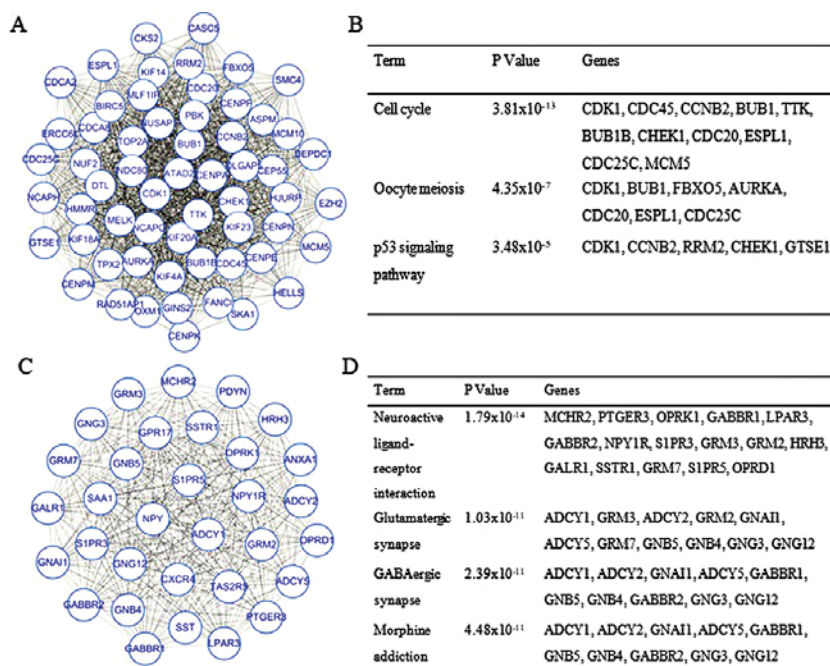 A
CASC5
CKS2
ESPL1
KIF14
RRM2
FBXO5
SMC4
CDCA2
MLF1IP
CDC20
BIRC5
NUSAP1
PBK
CENPF
ERCC6L
CDCA8
ASPM
MCM10
TOP2A
BUB1
CCNB2
CDC25C
NUF2
DEPDC1
NDC80
ATAD2
CENPA
DLGAP5
CEP55
NCAPH
DTL
CDK1
HMMR
MELK
CHEK1
HJURP
EZH2
TTK
GTSE1
KIF18A
NCAPG
KIF20A
KIF23
CENPN
MCM5
TPX2
AURKA
BUB1B
CDC45
CENPE
CENPM
KIF4A
HELLS
RAD51AP1
FOXM1
GINS2
FANCI
SKA1
CENPK
B
Term P Value Genes
Cell cycle 3.81x10⁻¹³ CDK1, CDC45, CCNB2, BUB1, TTK,
BUB1B, CHEK1, CDC20, ESPL1,
CDC25C, MCM5
Oocyte meiosis 4.35x10⁻⁷ CDK1, BUB1, FBXO5, AURKA,
CDC20, ESPL1, CDC25C
p53 signaling 3.48x10⁻⁵ CDK1, CCNB2, RRM2, CHEK1, GTSE1
pathway
C
MCHR2
GRM3
PDYN
GNG3
GPR17
SSTR1
HRH3
GRM7
GNB5
OPRK1
ANXA1
S1PR5
GALR1
SAA1
NPY1R
ADCY2
NPY
ADCY1
OPRD1
S1PR3
GRM2
GNAI1
GNG12
CXCR4
TAS2R5
ADCY5
GABBR2
GNB4
PTGER3
SST
LPAR3
GABBR1
D
Term P Value Genes
Neuroactive 1.79x10⁻¹⁴ MCHR2, PTGER3, OPRK1, GABBR1, LPAR3,
ligand- GABBR2, NPY1R, S1PR3, GRM3, GRM2, HRH3,
receptor GALR1, SSTR1, GRM7, S1PR5, OPRD1
interaction
Glutamatergic 1.03x10⁻¹¹ ADCY1, GRM3, ADCY2, GRM2, GNAI1,
synapse ADCY5, GRM7, GNB5, GNB4, GNG3, GNG12
GABAergic 2.39x10⁻¹¹ ADCY1, ADCY2, GNAI1, ADCY5, GABBR1,
synapse GNB5, GNB4, GABBR2, GNG3, GNG12
Morphine 4.48x10⁻¹¹ ADCY1, ADCY2, GNAI1, ADCY5, GABBR1,
addiction GNB5, GNB4, GABBR2, GNG3, GNG12